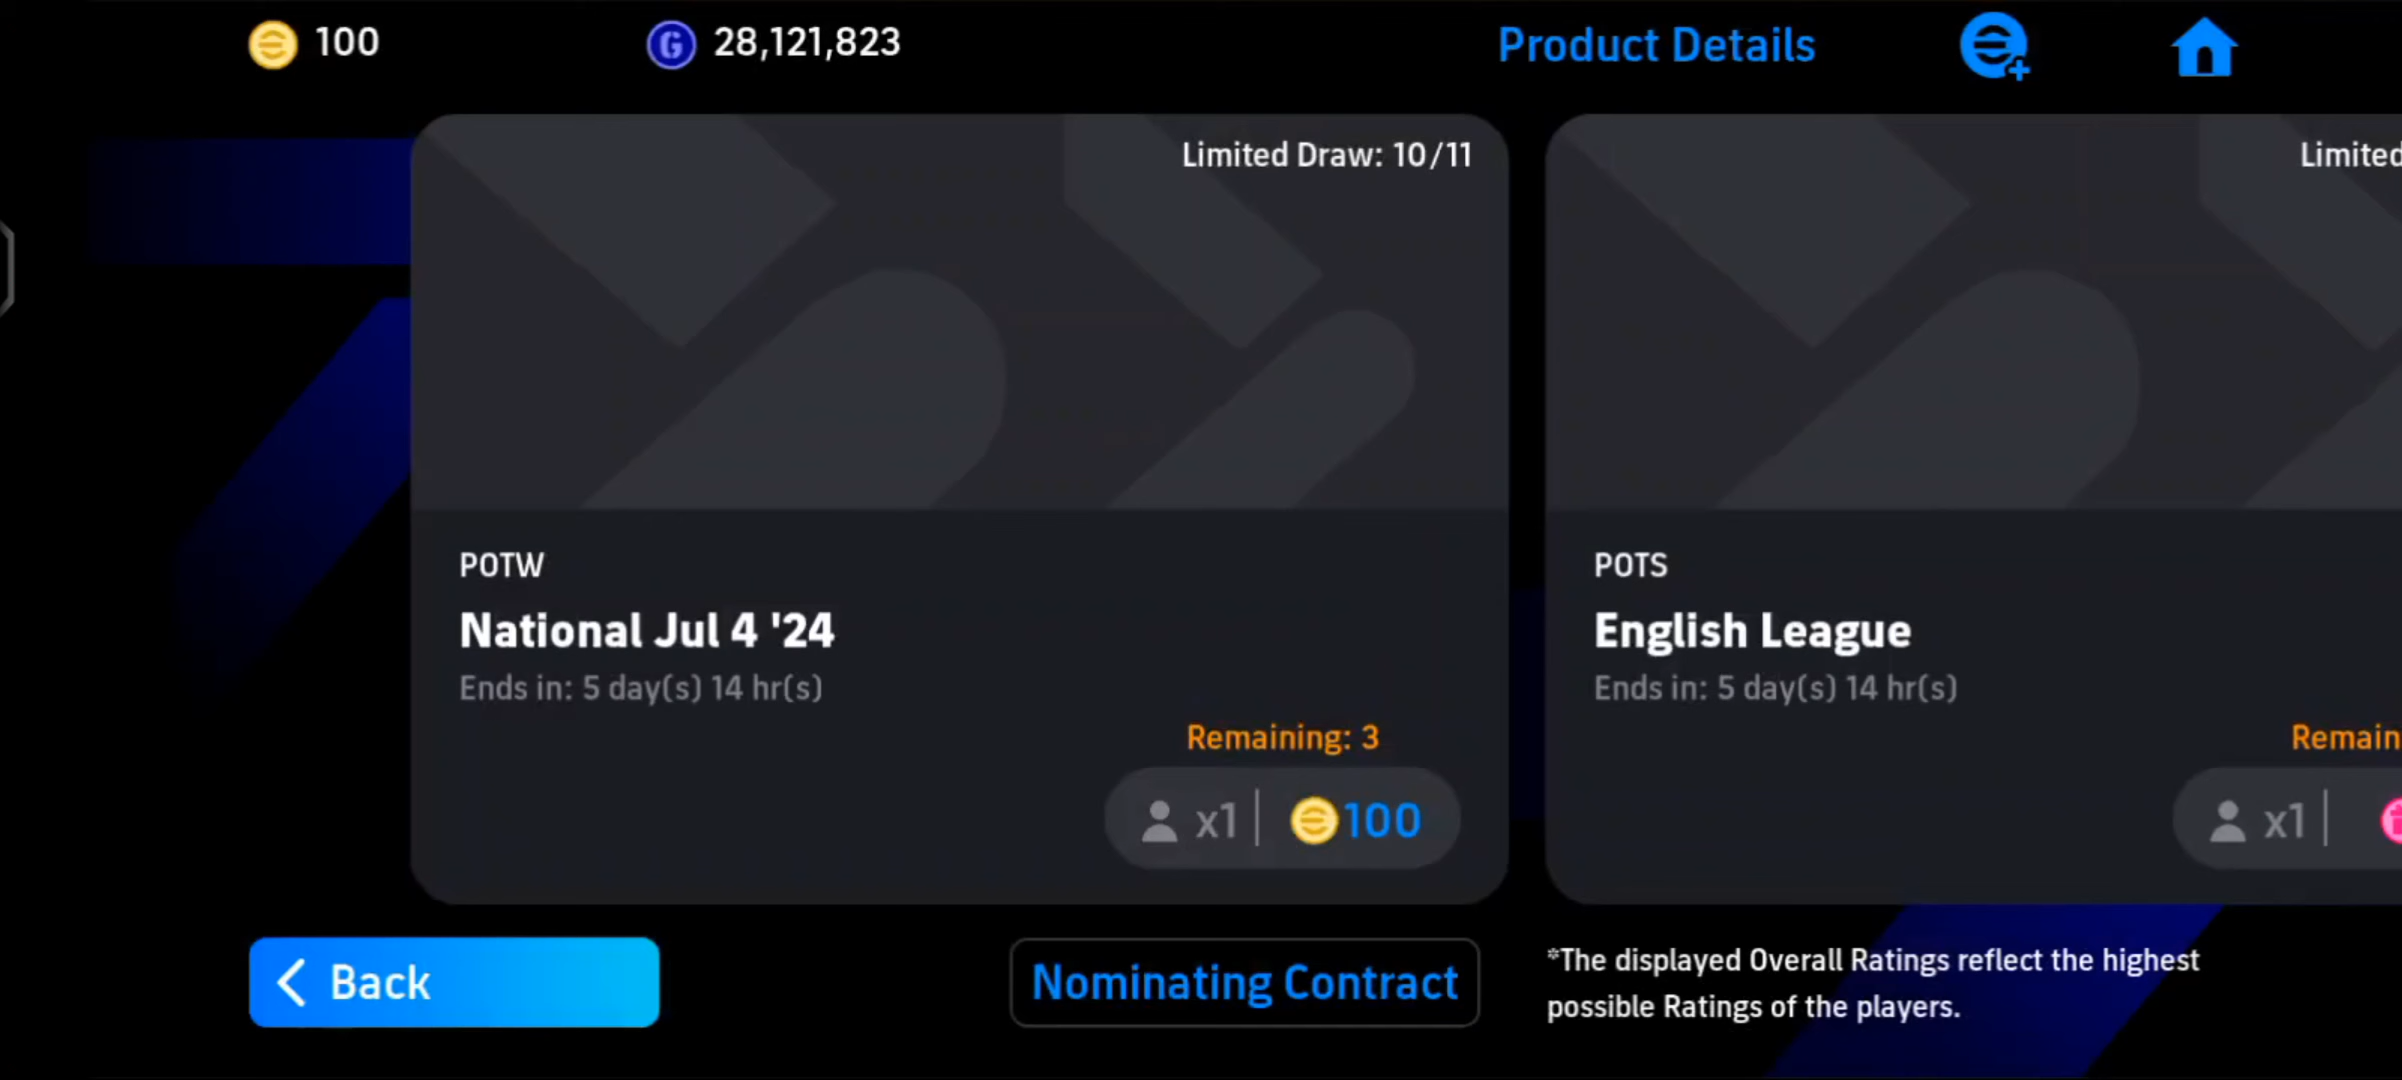 100
28,121,823
Product Details
Limited Draw: 10/11
POTW
National Jul 4 '24
Ends in: 5 day(s) 14 hr(s)
Remaining: 3
x1
100
Limited
POTS
English League
Ends in: 5 day(s) 14 hr(s)
Remain
x1
Back
Nominating Contract
*The displayed Overall Ratings reflect the highest
possible Ratings of the players.